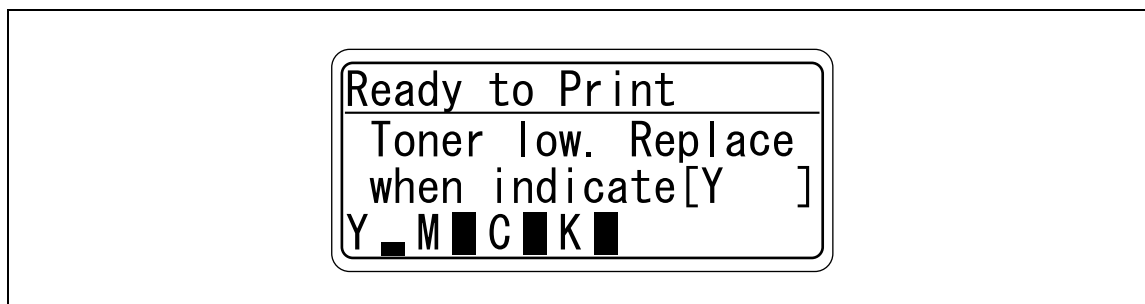 Ready to Print
Toner low. Replace
when indicate[Y   ]
Y M C K